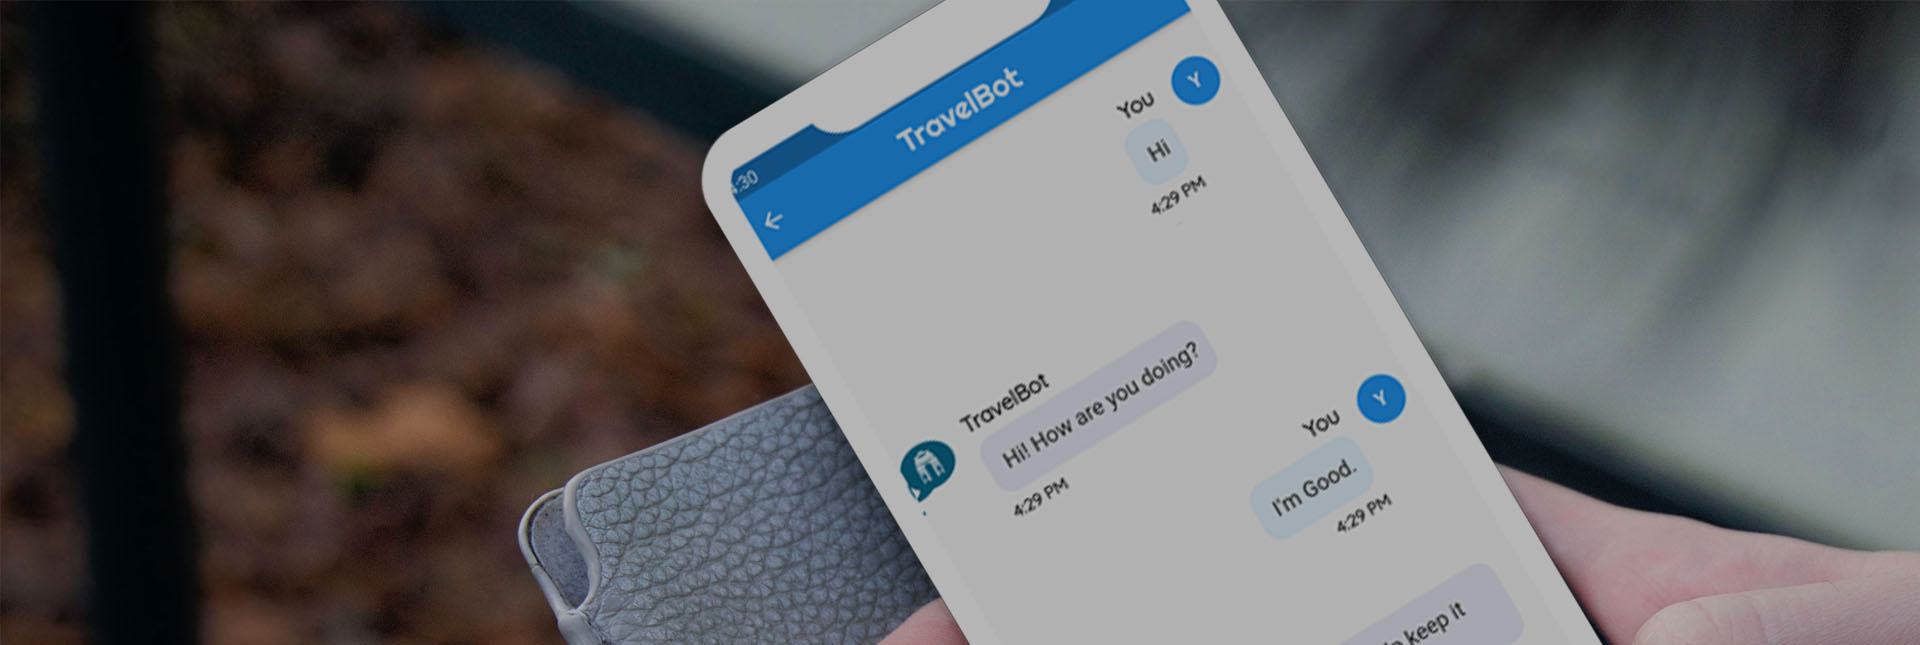 4:30
TravelBot
You
Y
Hi
4:29 PM
TravelBot
Hi! How are you doing?
4:29 PM
You
Y
I'm Good.
4:29 PM
keep it